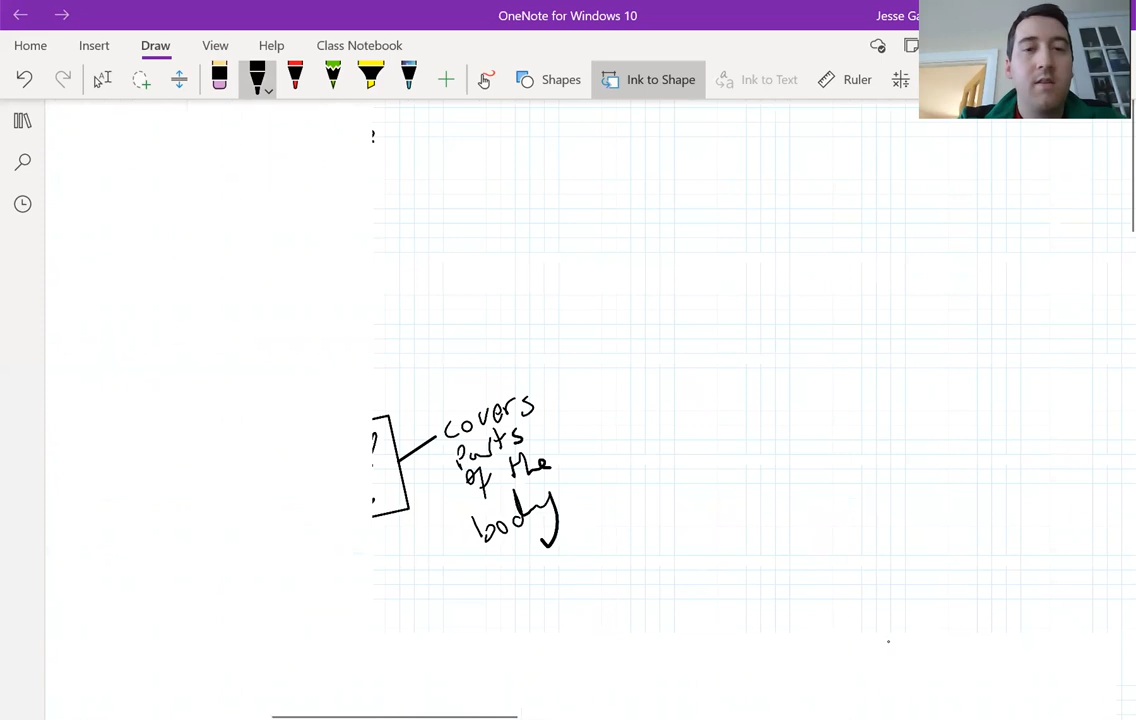 OneNote for Windows 10
Jesse Ga
Home Insert Draw View Help Class Notebook
Shapes Ink to Shape Ink to Text Ruler
covers
parts
of the
body